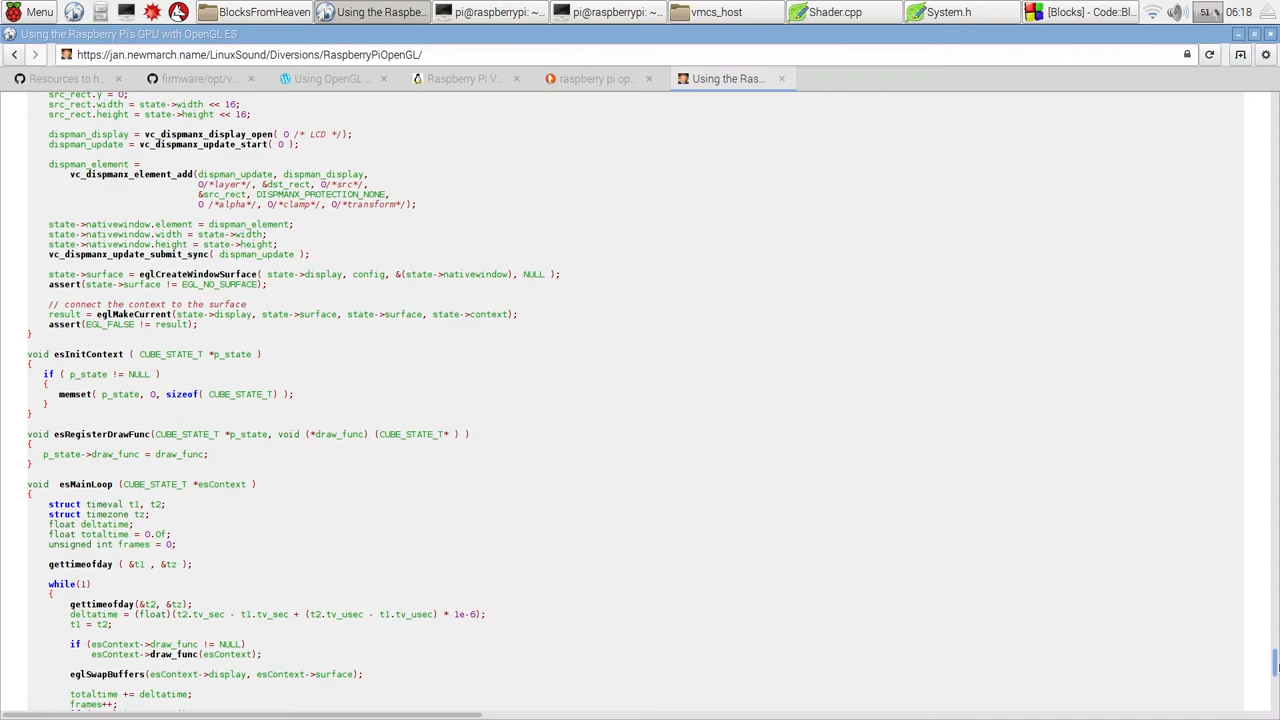 Menu
BlocksFromHeaven
Using the Raspbe...
pi@raspberrypi: ~...
pi@raspberrypi: ~...
vmcs_host
Shader.cpp
System.h
[Blocks] - Code::Bl...
51%
06:18
Using the Raspberry Pi's GPU with OpenGL ES
https://jan.newmarch.name/LinuxSound/Diversions/RaspberryPiOpenGL/
Resources to h...
firmware/opt/v...
Using OpenGL ...
Raspberry Pi V...
raspberry pi op...
Using the Ras...
src_rect.y = 0;
src_rect.width = state->width << 16;
src_rect.height = state->height << 16;
dispman_display = vc_dispmanx_display_open( 0 /* LCD */);
dispman_update = vc_dispmanx_update_start( 0 );
dispman_element =
vc_dispmanx_element_add(dispman_update, dispman_display,
0/*layer*/, &dst_rect, 0/*src*/,
&src_rect, DISPMANX_PROTECTION_NONE,
0 /*alpha*/, 0/*clamp*/, 0/*transform*/);
state->nativewindow.element = dispman_element;
state->nativewindow.width = state->width;
state->nativewindow.height = state->height;
vc_dispmanx_update_submit_sync( dispman_update );
state->surface = eglCreateWindowSurface( state->display, config, &(state->nativewindow), NULL );
assert(state->surface != EGL_NO_SURFACE);
// connect the context to the surface
result = eglMakeCurrent(state->display, state->surface, state->surface, state->context);
assert(EGL_FALSE != result);
}
void esInitContext ( CUBE_STATE_T *p_state )
{
if ( p_state != NULL )
{
memset( p_state, 0, sizeof( CUBE_STATE_T) );
}
}
void esRegisterDrawFunc(CUBE_STATE_T *p_state, void (*draw_func) (CUBE_STATE_T* ) )
{
p_state->draw_func = draw_func;
}
void  esMainLoop (CUBE_STATE_T *esContext )
{
struct timeval t1, t2;
struct timezone tz;
float deltatime;
float totaltime = 0.0f;
unsigned int frames = 0;
gettimeofday ( &t1 , &tz );
while(1)
{
gettimeofday(&t2, &tz);
deltatime = (float)(t2.tv_sec - t1.tv_sec + (t2.tv_usec - t1.tv_usec) * 1e-6);
t1 = t2;
if (esContext->draw_func != NULL)
esContext->draw_func(esContext);
eglSwapBuffers(esContext->display, esContext->surface);
totaltime += deltatime;
frames++;